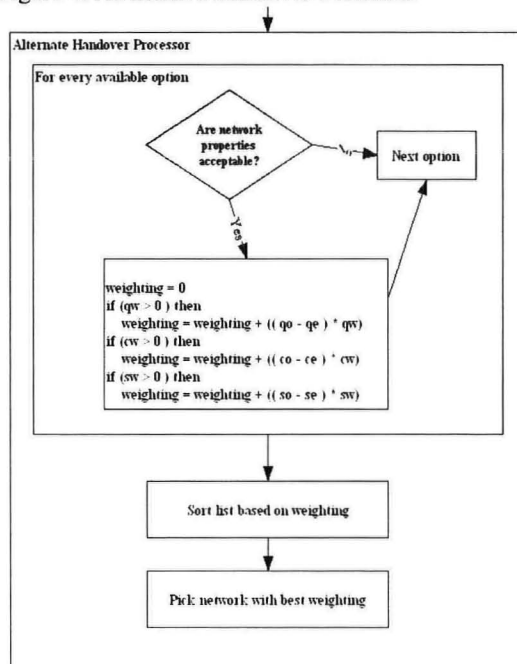 Alternate Handover Processor
For every available option
Are network
properties
acceptable?
No
Next option
Yes
weighting = 0
if (qw > 0 ) then
weighting = weighting + (( qo - qe ) * qw)
if (cw > 0 ) then
weighting = weighting + (( co - ce ) * cw)
if (sw > 0 ) then
weighting = weighting + (( so - se ) * sw)
Sort list based on weighting
Pick network with best weighting